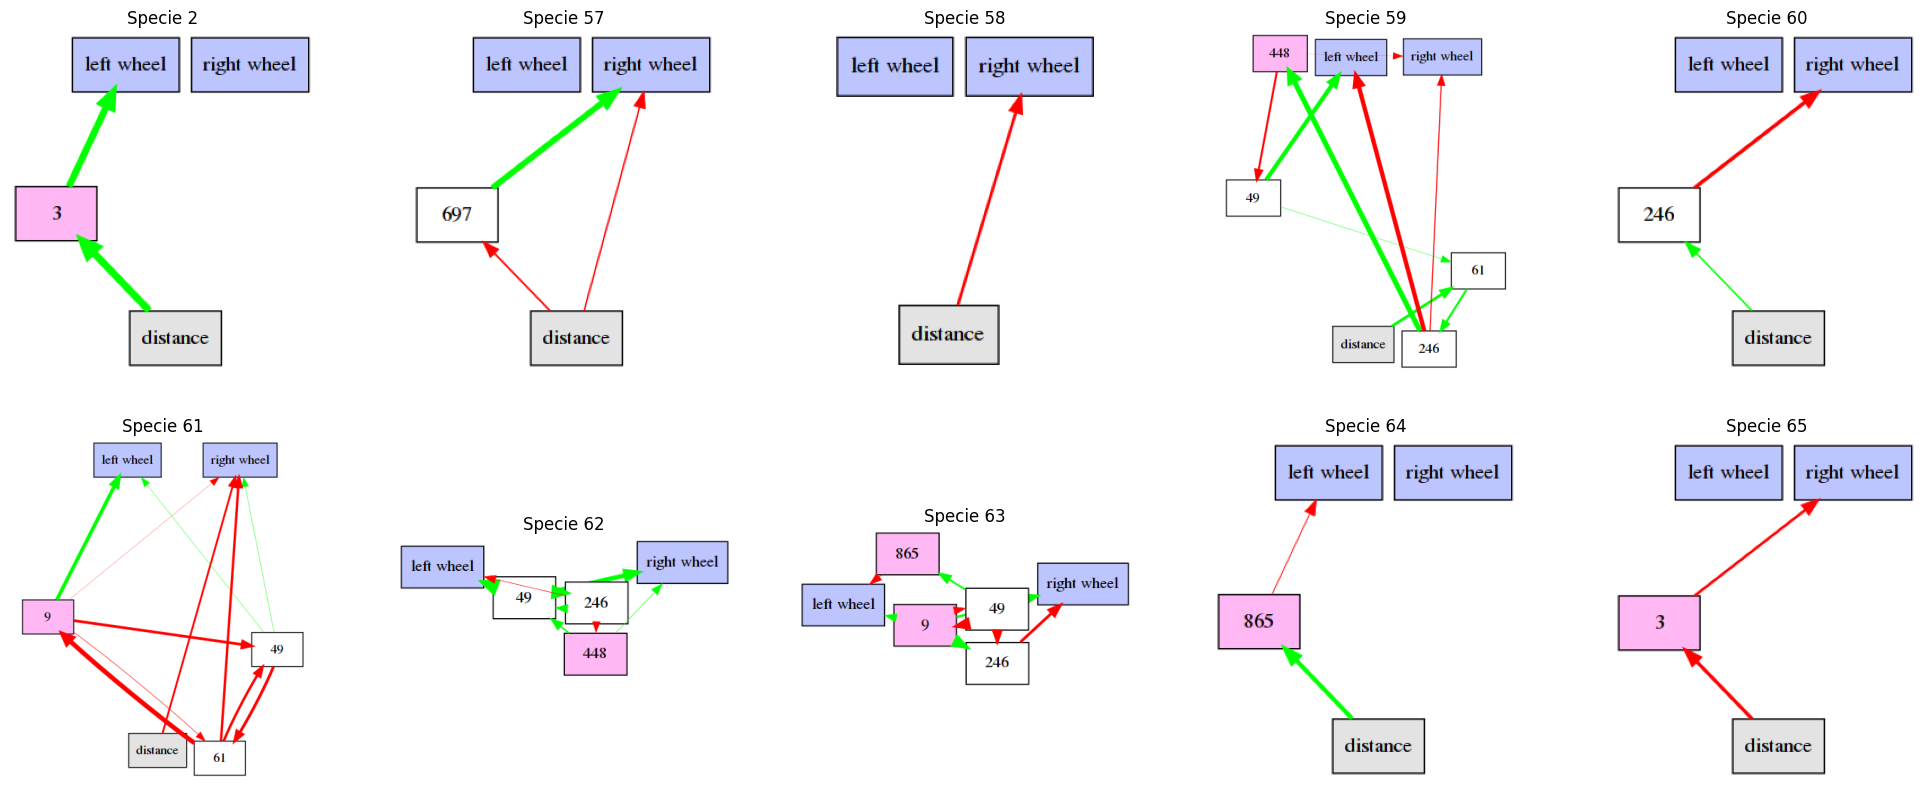 Specie 2
left wheel
right wheel
3
distance
Specie 57
left wheel
right wheel
697
distance
Specie 58
left wheel
right wheel
distance
Specie 59
448
left wheel
right wheel
49
61
distance
246
Specie 60
left wheel
right wheel
246
distance
Specie 61
left wheel
right wheel
9
49
distance
61
Specie 62
left wheel
right wheel
49
246
448
Specie 63
865
left wheel
right wheel
49
9
246
Specie 64
left wheel
right wheel
865
distance
Specie 65
left wheel
right wheel
3
distance